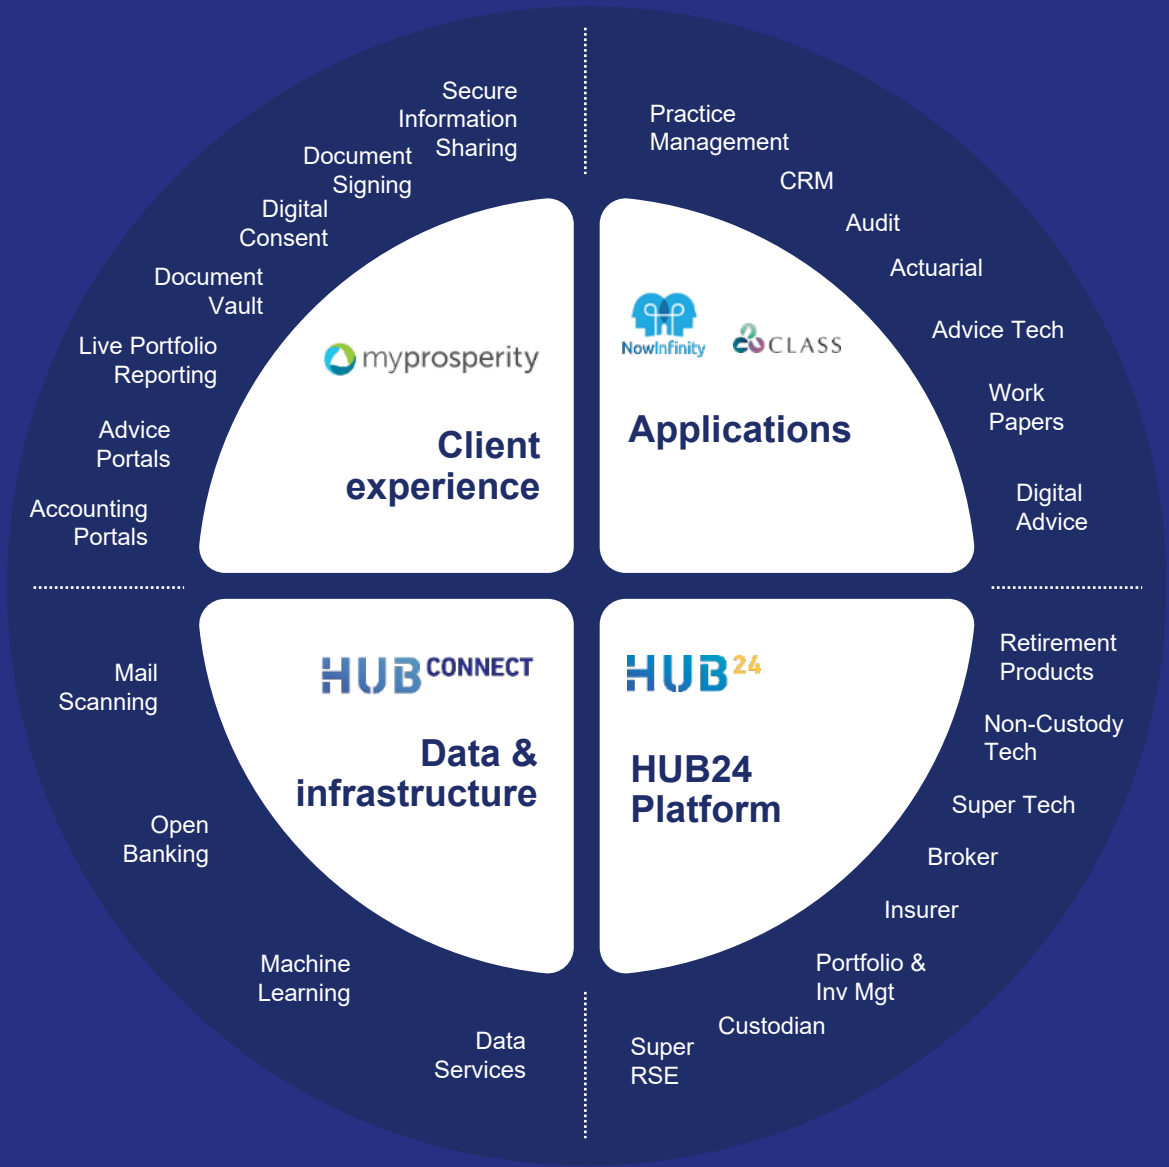 Secure
Information
Sharing
Document
Signing
Digital
Consent
Document
Vault
Live Portfolio
Reporting
Advice
Portals
Accounting
Portals
myprosperity
Client
experience
Practice
Management
CRM
Audit
Actuarial
Advice Tech
Work
Papers
Digital
Advice
NowInfinity
CLASS
Applications
Mail
Scanning
Open
Banking
Machine
Learning
Data
Services
HUB CONNECT
Data &
infrastructure
HUB24
HUB24
Platform
Retirement
Products
Non-Custody
Tech
Super Tech
Broker
Insurer
Portfolio &
Inv Mgt
Custodian
Super
RSE